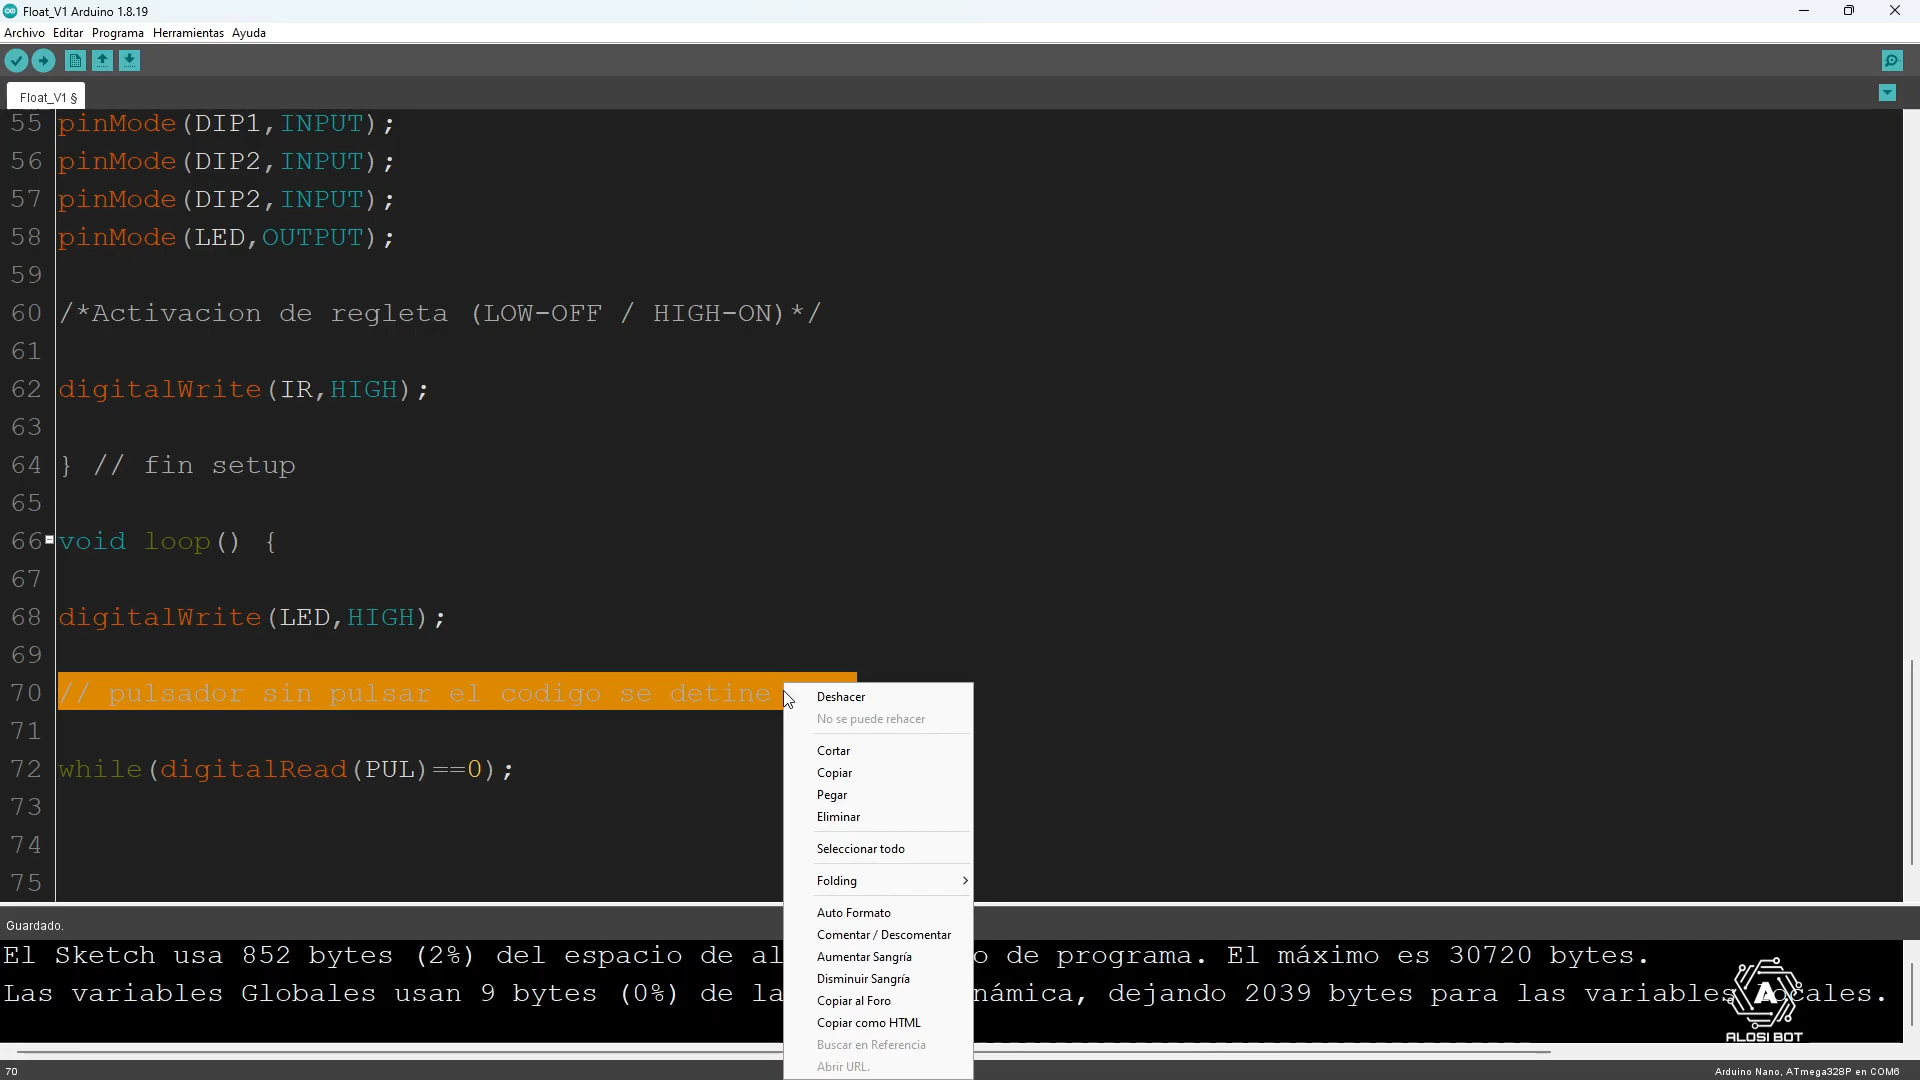 Float_V1 Arduino 1.8.19
Archivo Editar Programa Herramientas Ayuda
Float_V1 §
55 pinMode(DIP1,INPUT);
56 pinMode(DIP2,INPUT);
57 pinMode(DIP2,INPUT);
58 pinMode(LED,OUTPUT);
59
60 /*Activacion de regleta (LOW-OFF / HIGH-ON)*/
61
62 digitalWrite(IR,HIGH);
63
64 } // fin setup
65
66 void loop() {
67
68 digitalWrite(LED,HIGH);
69
70 // pulsador sin pulsar el codigo se detine
71
72 while(digitalRead(PUL)==0);
73
74
75
Deshacer
No se puede rehacer
Cortar
Copiar
Pegar
Eliminar
Seleccionar todo
Folding
Auto Formato
Comentar / Descomentar
Aumentar Sangría
Disminuir Sangría
Copiar al Foro
Copiar como HTML
Buscar en Referencia
Abrir URL.
Guardado.
El Sketch usa 852 bytes (2%) del espacio de al o de programa. El máximo es 30720 bytes.
Las variables Globales usan 9 bytes (0%) de la námica, dejando 2039 bytes para las variables locales.
ALOSI BOT
70
Arduino Nano, ATmega328P en COM6